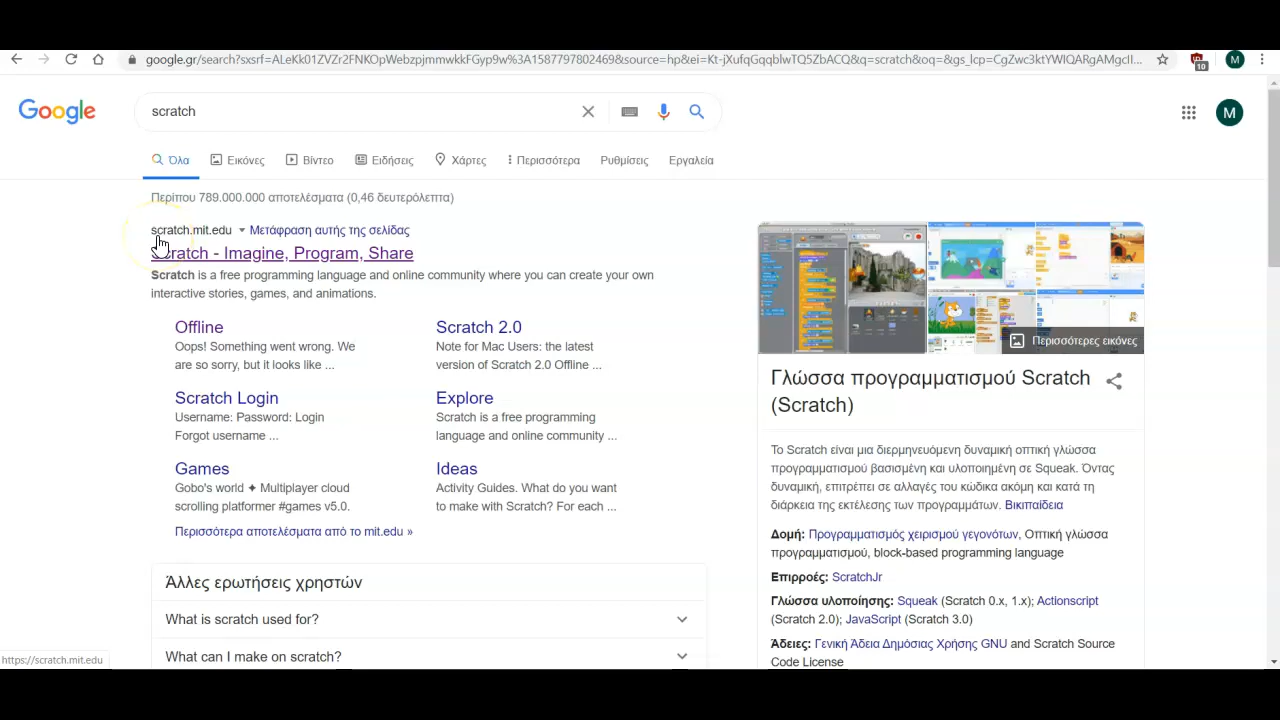 google.gr/search?sxsrf=ALeKk01ZVZr2FNKOpWebzpjmmwkkFGyp9w%3A1587797802469&source=hp&ei=Kt-jXufqGqqblwTQ5ZbACQ&q=scratch&oq=&gs_lcp=CgZwc3ktYWIQARgAMgcII...
10
M
Google
scratch
M
Όλα Εικόνες Βίντεο Ειδήσεις Χάρτες Περισσότερα Ρυθμίσεις Εργαλεία
Περίπου 789.000.000 αποτελέσματα (0,46 δευτερόλεπτα)
scratch.mit.edu Μετάφραση αυτής της σελίδας
Scratch - Imagine, Program, Share
Scratch is a free programming language and online community where you can create your own
interactive stories, games, and animations.
Offline
Oops! Something went wrong. We
are so sorry, but it looks like ...
Scratch 2.0
Note for Mac Users: the latest
version of Scratch 2.0 Offline ...
Scratch Login
Username: Password: Login
Forgot username ...
Explore
Scratch is a free programming
language and online community ...
Games
Gobo's world ✦ Multiplayer cloud
scrolling platformer #games v5.0.
Ideas
Activity Guides. What do you want
to make with Scratch? For each ...
Περισσότερα αποτελέσματα από το mit.edu »
Άλλες ερωτήσεις χρηστών
What is scratch used for?
What can I make on scratch?
Περισσότερες εικόνες
Γλώσσα προγραμματισμού Scratch
(Scratch)
Το Scratch είναι μια διερμηνευόμενη δυναμική οπτική γλώσσα
προγραμματισμού βασισμένη και υλοποιημένη σε Squeak. Όντας
δυναμική, επιτρέπει σε αλλαγές του κώδικα ακόμη και κατά τη
διάρκεια της εκτέλεσης των προγραμμάτων. Βικιπαίδεια
Δομή: Προγραμματισμός χειρισμού γεγονότων, Οπτική γλώσσα
προγραμματισμού, block-based programming language
Επιρροές: ScratchJr
Γλώσσα υλοποίησης: Squeak (Scratch 0.x, 1.x); Actionscript
(Scratch 2.0); JavaScript (Scratch 3.0)
Άδειες: Γενική Άδεια Δημόσιας Χρήσης GNU and Scratch Source
Code License
https://scratch.mit.edu